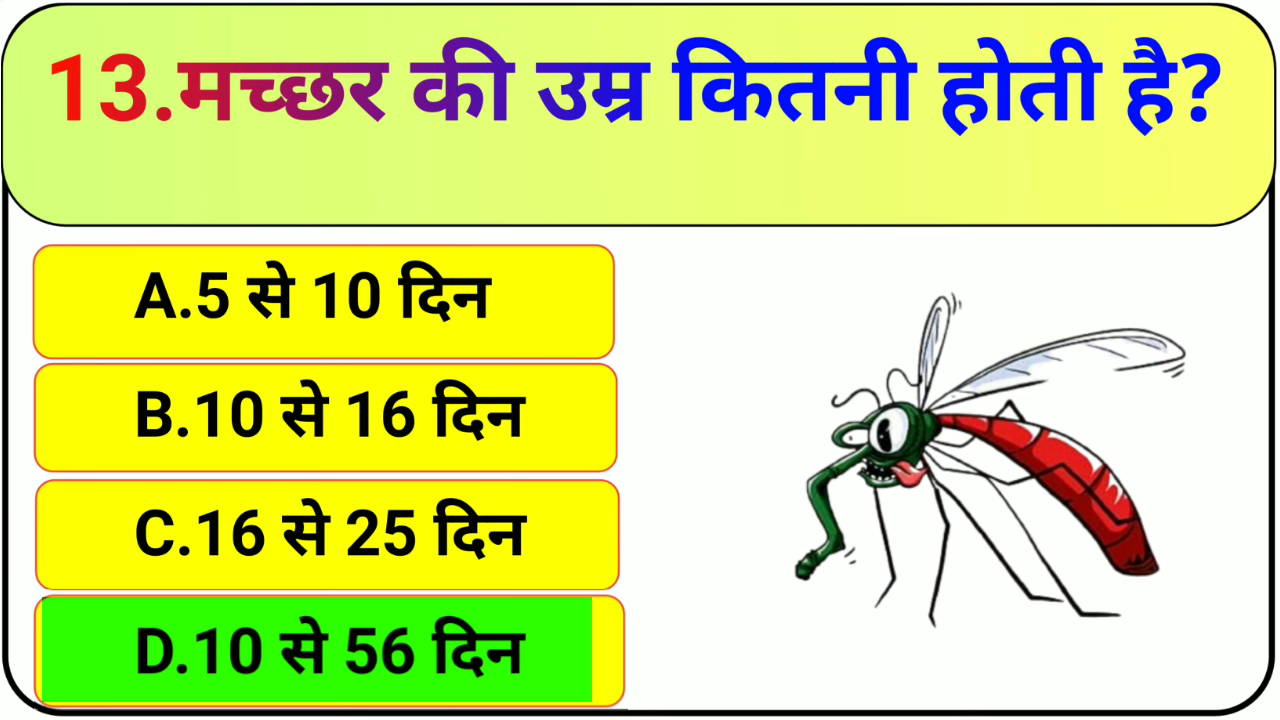 13.मच्छर की उम्र कितनी होती है?
A.5 से 10 दिन
B.10 से 16 दिन
C.16 से 25 दिन
D.10 से 56 दिन